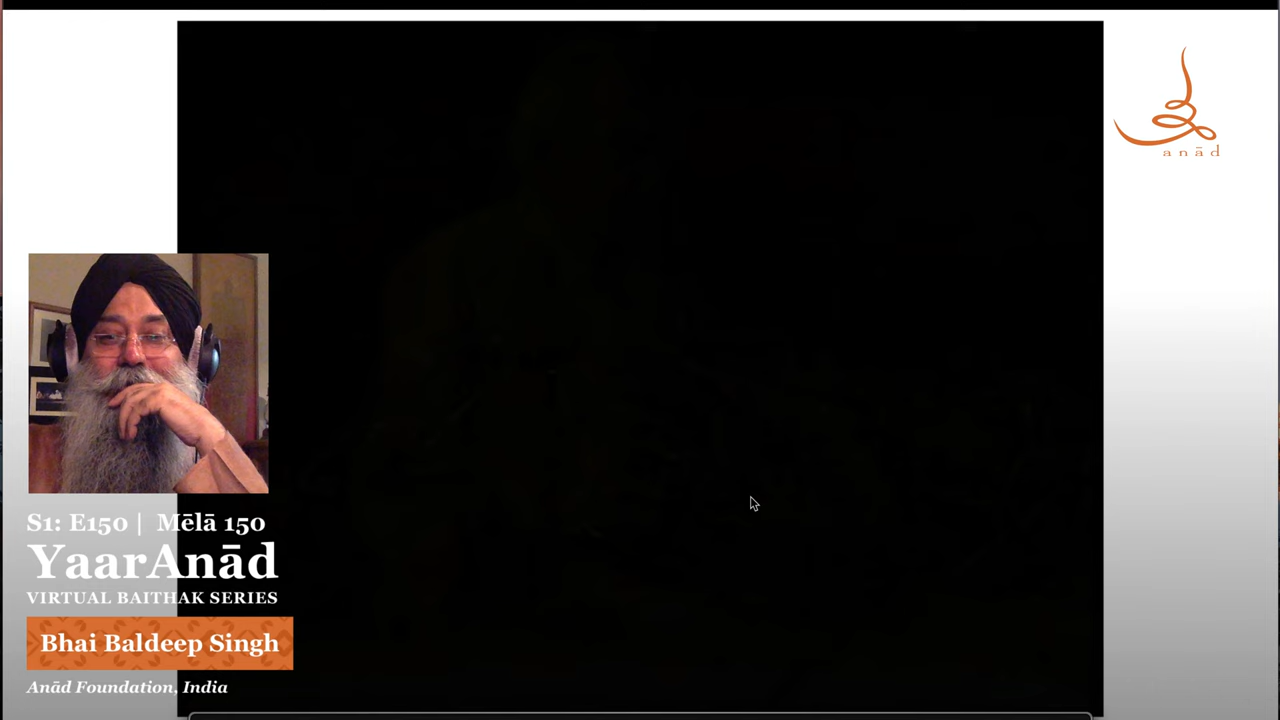 anād
S1: E150 | Mēlā 150
YaarAnād
VIRTUAL BAITHAK SERIES
Bhai Baldeep Singh
Anād Foundation, India